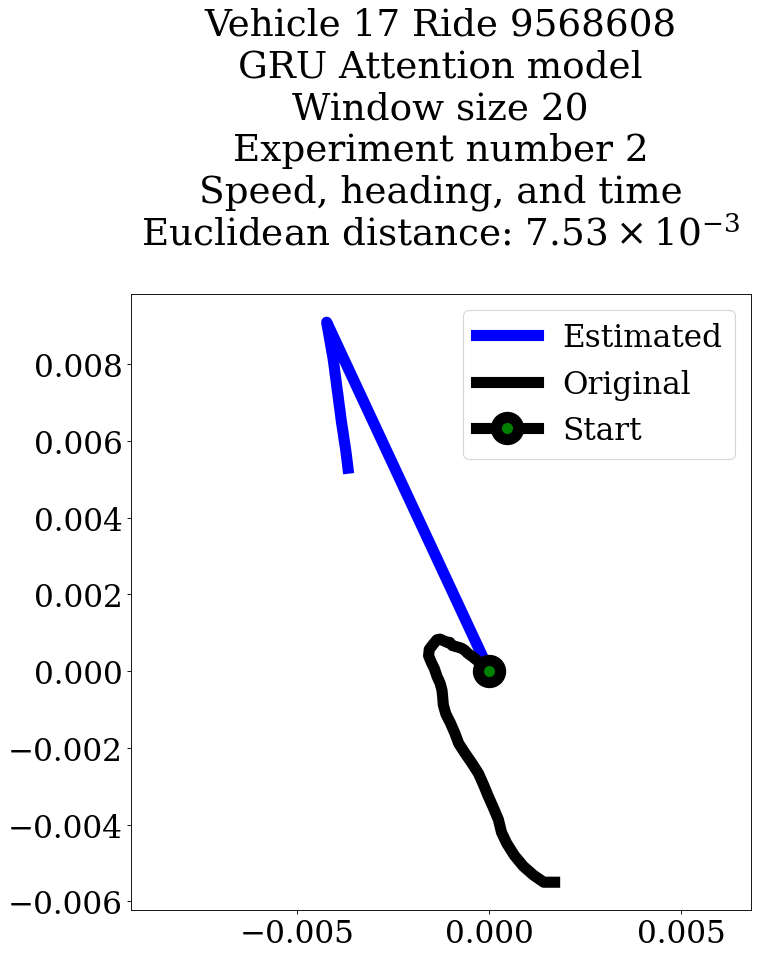 Vehicle 17 Ride 9568608
GRU Attention model
Window size 20
Experiment number 2
Speed, heading, and time
Euclidean distance: 7.53 × 10⁻³
Estimated
Original
Start
0.008
0.006
0.004
0.002
0.000
−0.002
−0.004
−0.006
−0.005 0.000 0.005